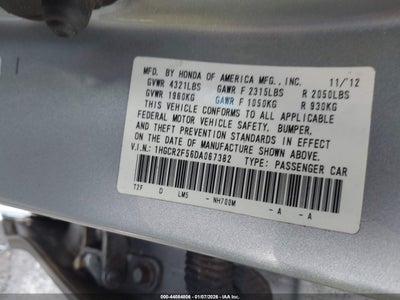 MFD. BY HONDA OF AMERICA MFG., INC. 11/'12
GVWR 4321LBS GAWR F 2315LBS R 2050LBS
GVWR 1960KG GAWR F 1050KG R 930KG
THIS VEHICLE CONFORMS TO ALL APPLICABLE
FEDERAL MOTOR VEHICLE SAFETY, BUMPER,
AND THEFT PREVENTION STANDARDS IN EFFECT
ON THE DATE OF MANUFACTURE SHOWN ABOVE.
V.I.N.: 1HGCR2F56DA067382 TYPE: PASSENGER CAR
T2F D LM5 - NH700M - A - A
000-44084006 - 01/07/2026 - IAA, LLC